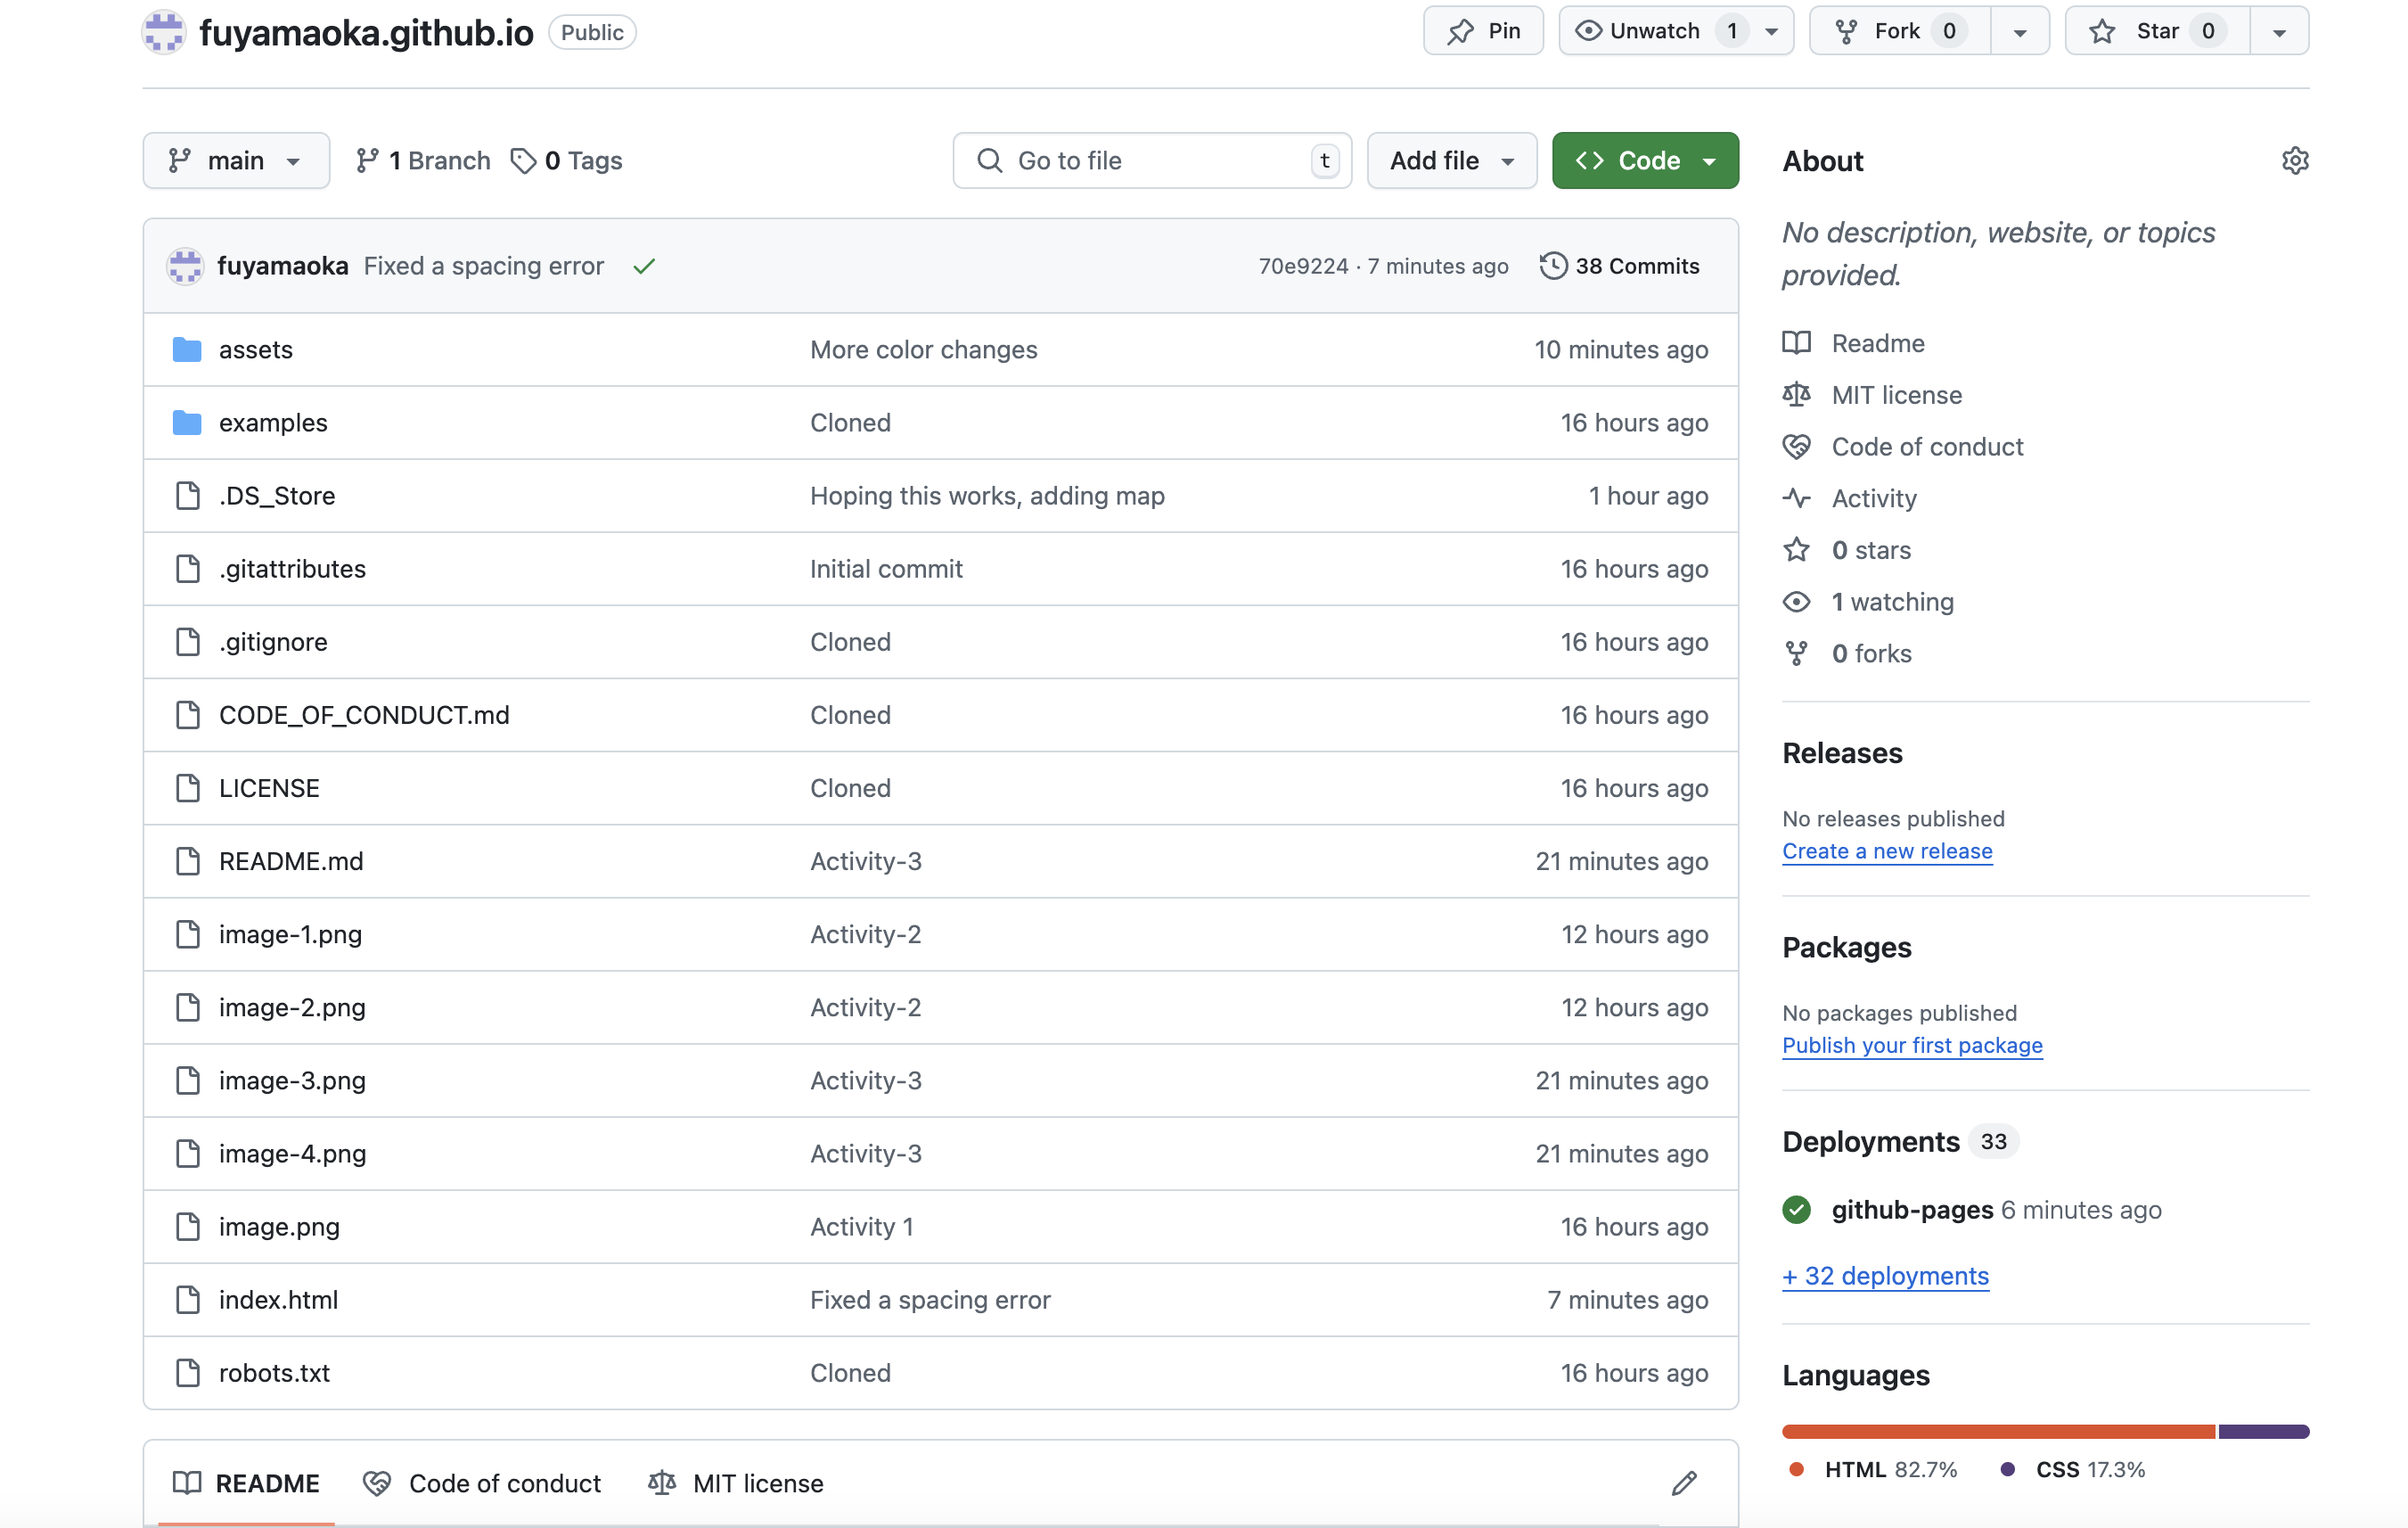 fuyamaoka.github.io Public Pin Unwatch 1 Fork 0 Star 0
main 1 Branch 0 Tags Go to file t Add file Code
fuyamaoka Fixed a spacing error 70e9224 · 7 minutes ago 38 Commits
assets More color changes 10 minutes ago
examples Cloned 16 hours ago
.DS_Store Hoping this works, adding map 1 hour ago
.gitattributes Initial commit 16 hours ago
.gitignore Cloned 16 hours ago
CODE_OF_CONDUCT.md Cloned 16 hours ago
LICENSE Cloned 16 hours ago
README.md Activity-3 21 minutes ago
image-1.png Activity-2 12 hours ago
image-2.png Activity-2 12 hours ago
image-3.png Activity-3 21 minutes ago
image-4.png Activity-3 21 minutes ago
image.png Activity 1 16 hours ago
index.html Fixed a spacing error 7 minutes ago
robots.txt Cloned 16 hours ago
README Code of conduct MIT license
About
No description, website, or topics
provided.
Readme
MIT license
Code of conduct
Activity
0 stars
1 watching
0 forks
Releases
No releases published
Create a new release
Packages
No packages published
Publish your first package
Deployments 33
github-pages 6 minutes ago
+ 32 deployments
Languages
HTML 82.7% CSS 17.3%